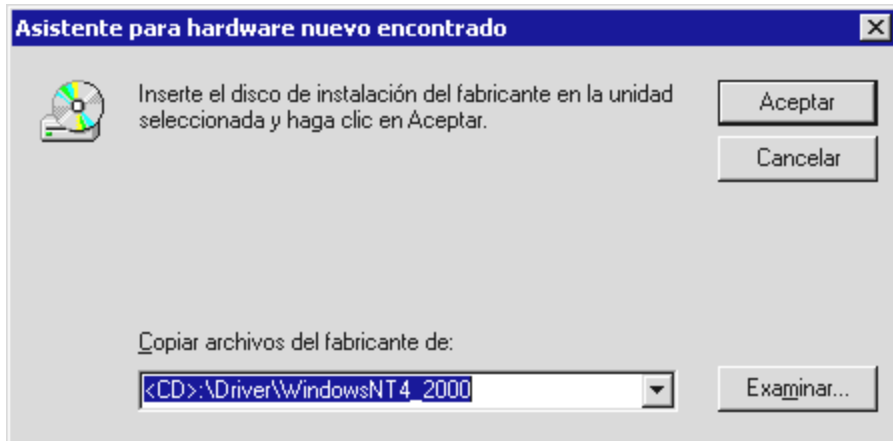 Asistente para hardware nuevo encontrado
Inserte el disco de instalación del fabricante en la unidad
seleccionada y haga clic en Aceptar.
Aceptar
Cancelar
Copiar archivos del fabricante de:
<CD>:\Driver\WindowsNT4_2000
Examinar...